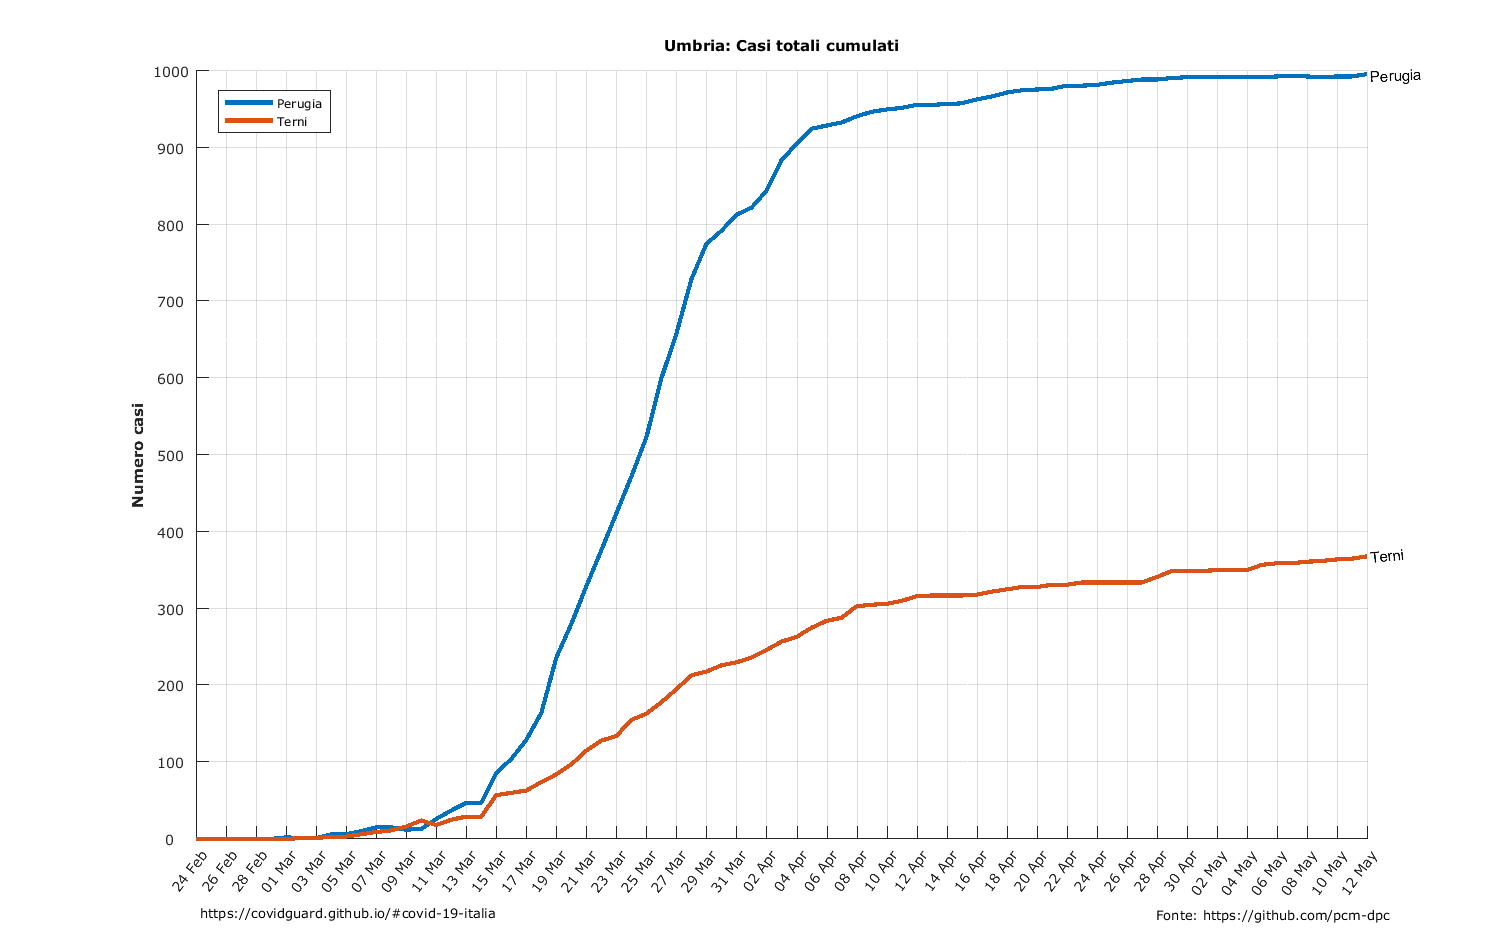 Umbria: Casi totali cumulati
Perugia
Terni
Numero casi
1000
900
800
700
600
500
400
300
200
100
0
Perugia
Terni
24 Feb
26 Feb
28 Feb
01 Mar
03 Mar
05 Mar
07 Mar
09 Mar
11 Mar
13 Mar
15 Mar
17 Mar
19 Mar
21 Mar
23 Mar
25 Mar
27 Mar
29 Mar
31 Mar
02 Apr
04 Apr
06 Apr
08 Apr
10 Apr
12 Apr
14 Apr
16 Apr
18 Apr
20 Apr
22 Apr
24 Apr
26 Apr
28 Apr
30 Apr
02 May
04 May
06 May
08 May
10 May
12 May
https://covidguard.github.io/#covid-19-italia
Fonte: https://github.com/pcm-dpc